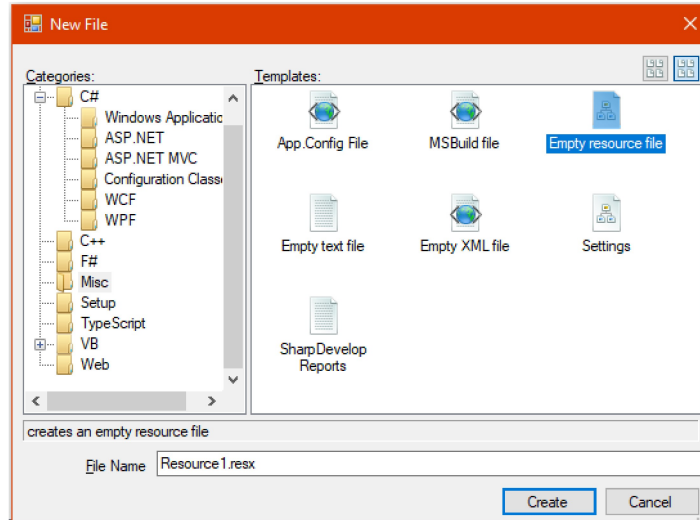 New File
Categories:
Templates:
C#
Windows Applicatic
ASP.NET
ASP.NET MVC
Configuration Classe
WCF
WPF
C++
F#
Misc
Setup
TypeScript
VB
Web
App.Config File
MSBuild file
Empty resource file
Empty text file
Empty XML file
Settings
SharpDevelop
Reports
creates an empty resource file
File Name
Resource1.resx
Create
Cancel